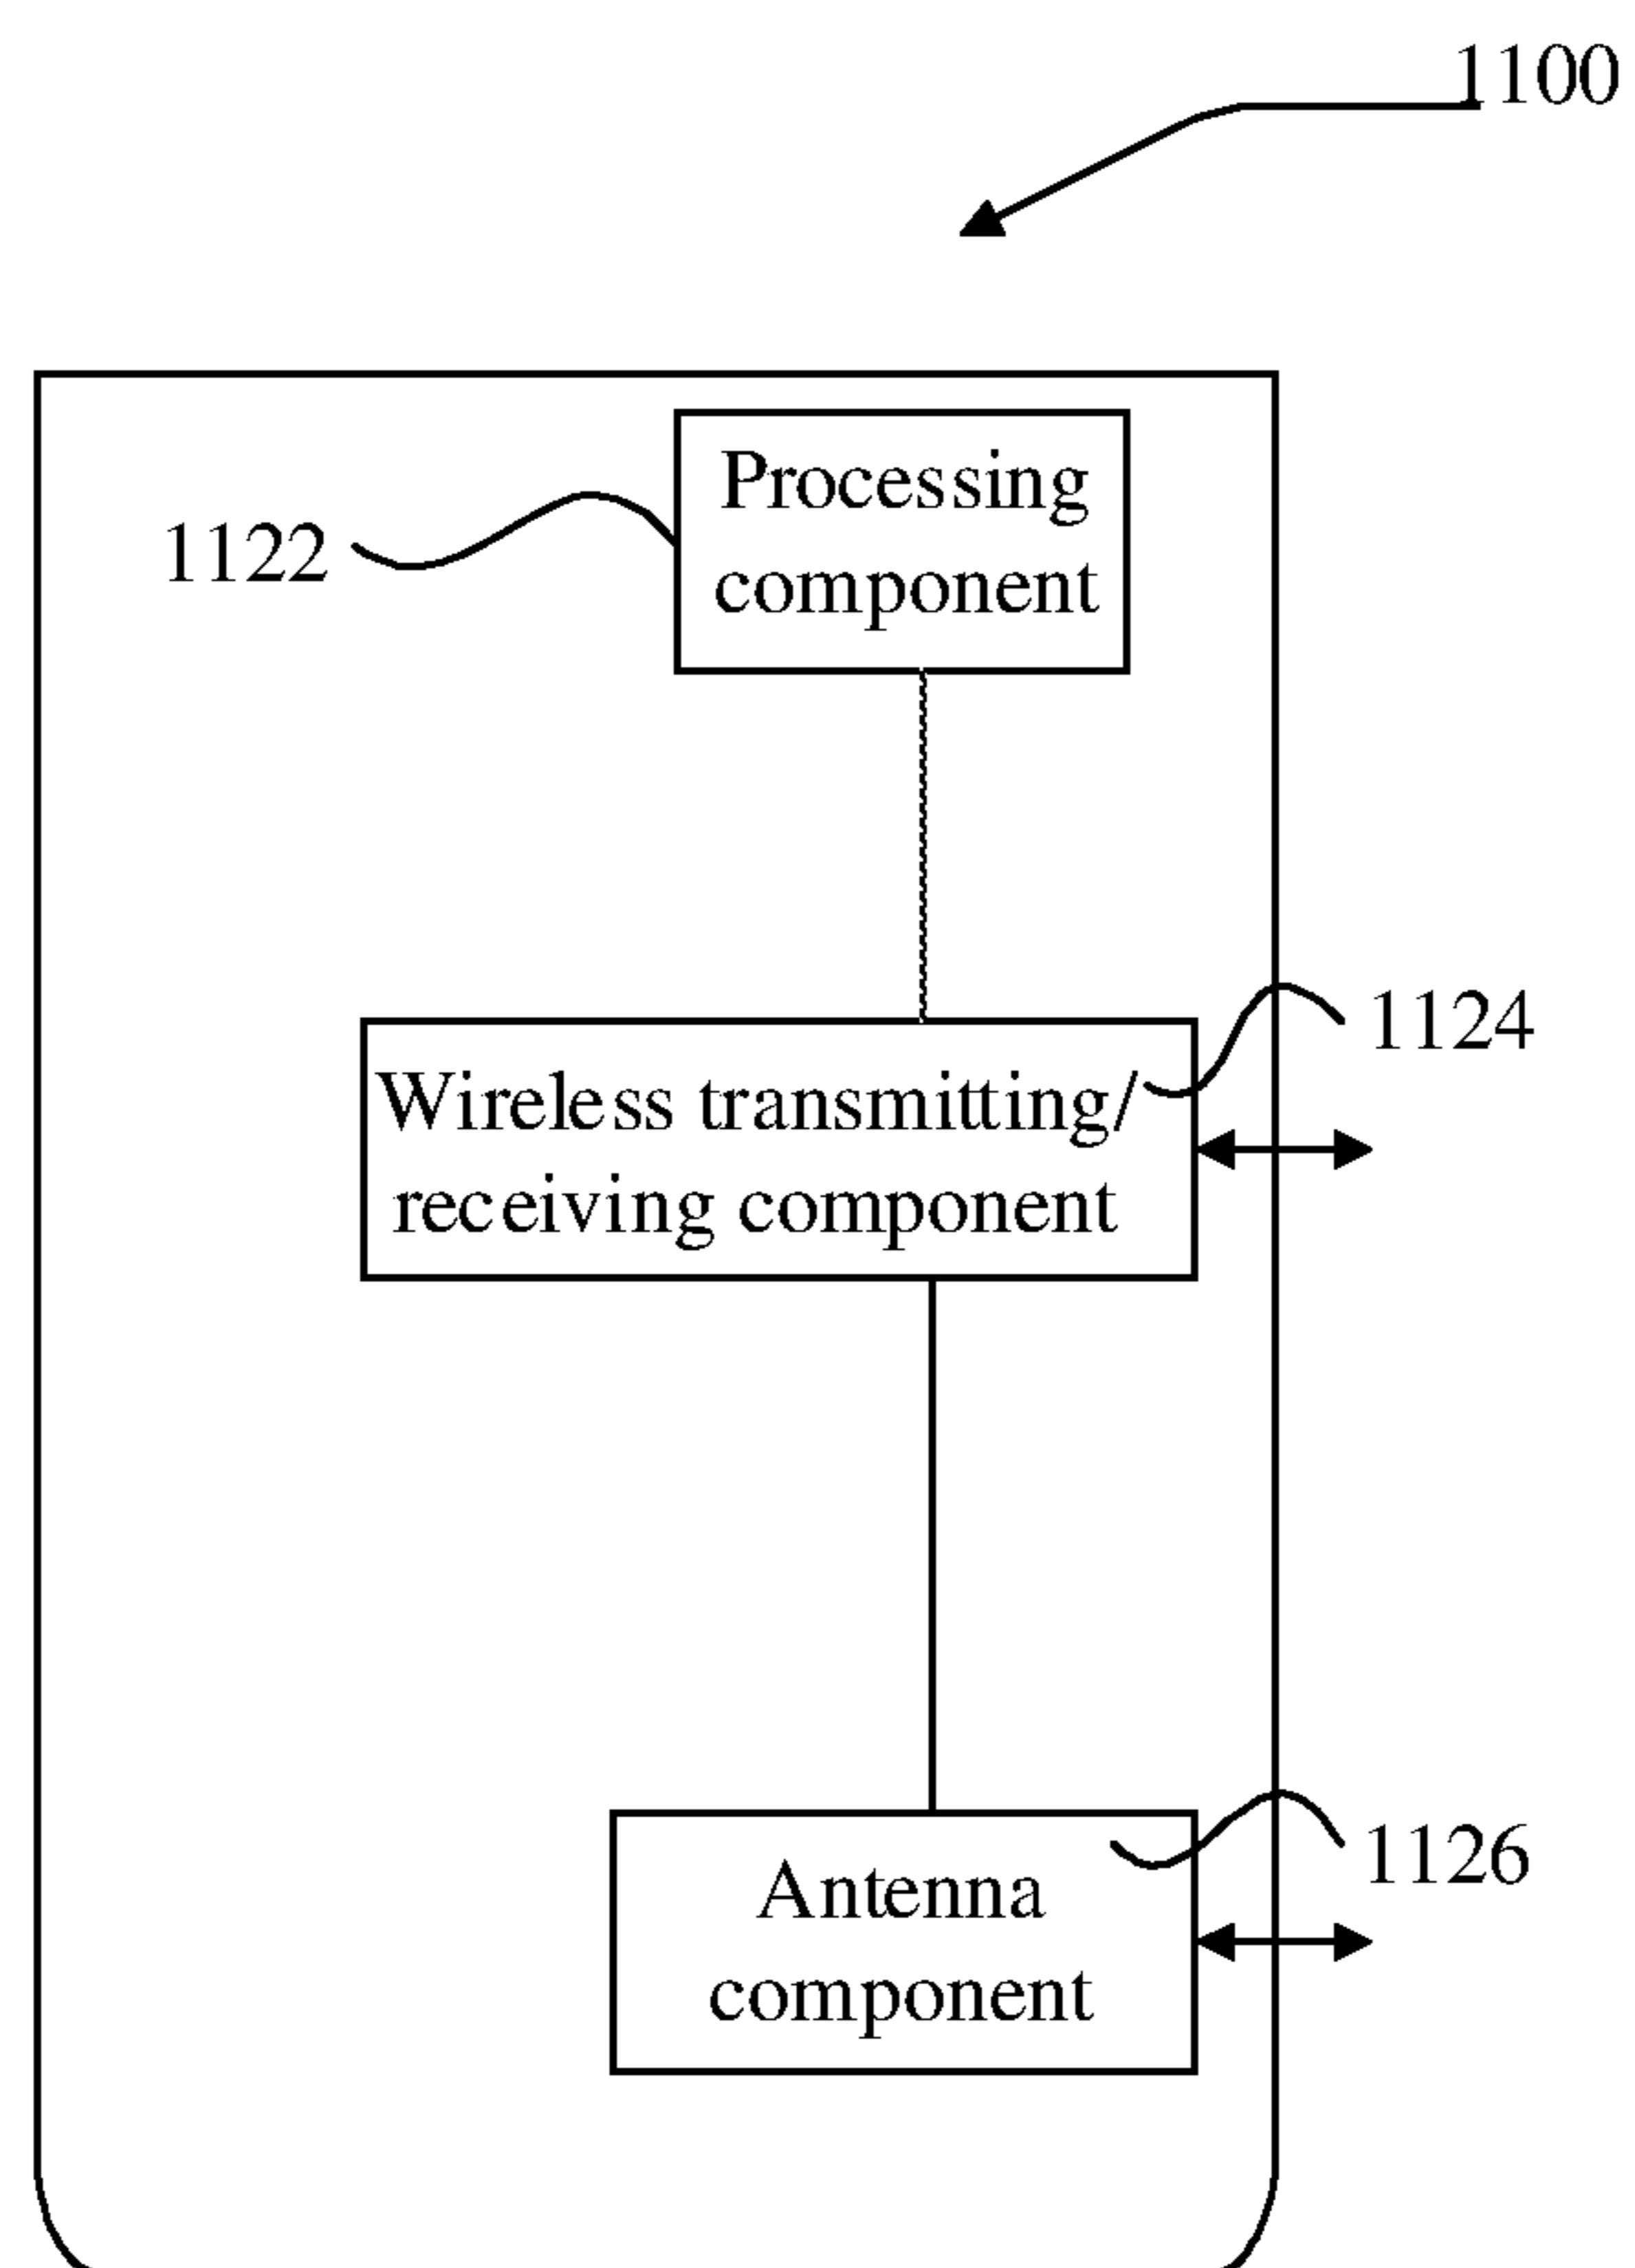 1100
Processing
component
1122
1124
Wireless transmitting/
receiving component
1126
Antenna
component